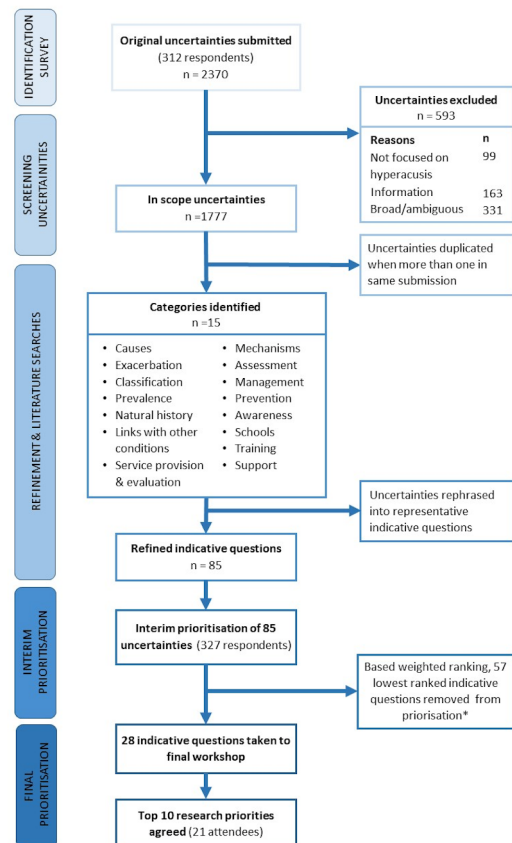 IDENTIFICATION
SURVEY
Original uncertainties submitted
(312 respondents)
n = 2370
Uncertainties excluded
n = 593
Reasons n
Not focused on 99
hyperacusis
Information 163
Broad/ambiguous 331
SCREENING
UNCERTAINITIES
In scope uncertainties
n =1777
Uncertainties duplicated
when more than one in
same submission
REFINEMENT & LITERATURE SEARCHES
Categories identified
n =15
• Causes
• Exacerbation
• Classification
• Prevalence
• Natural history
• Links with other
conditions
• Service provision
& evaluation
• Mechanisms
• Assessment
• Management
• Prevention
• Awareness
• Schools
• Training
• Support
Uncertainties rephrased
into representative
indicative questions
Refined indicative questions
n = 85
INTERIM
PRIORITISATION
Interim prioritisation of 85
uncertainties (327 respondents)
Based weighted ranking, 57
lowest ranked indicative
questions removed from
priorisation*
FINAL
PRIORITISATION
28 indicative questions taken to
final workshop
Top 10 research priorities
agreed (21 attendees)